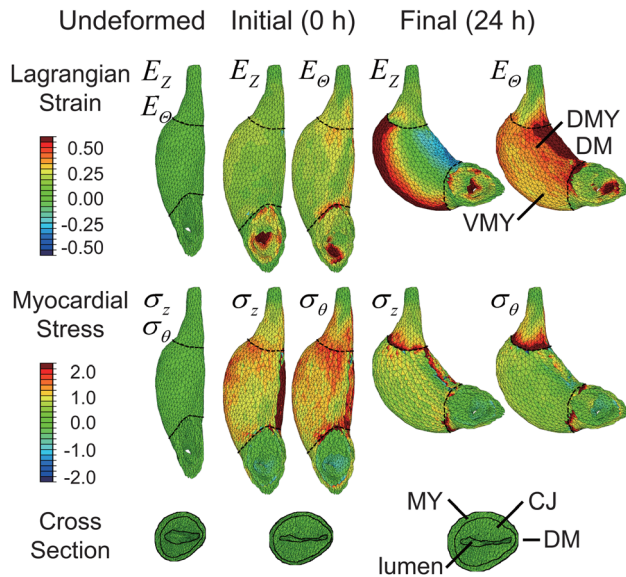 Undeformed Initial (0 h) Final (24 h)
Lagrangian
Strain
E_Z E_Z E_Θ E_Z E_Θ
E_Θ
0.50
0.25
0.00
-0.25
-0.50
DMY
DM
VMY
Myocardial
Stress
σ_z σ_z σ_θ σ_z σ_θ
σ_θ
2.0
1.0
0.0
-1.0
-2.0
Cross
Section
MY CJ
DM
lumen